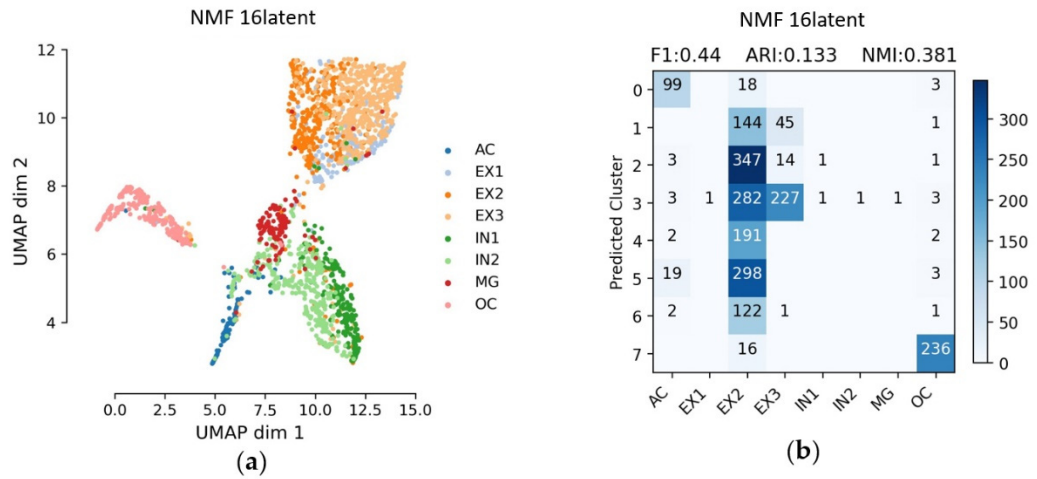 NMF 16latent
12
10
8
6
4
UMAP dim 2
0.0 2.5 5.0 7.5 10.0 12.5 15.0
UMAP dim 1
AC
EX1
EX2
EX3
IN1
IN2
MG
OC
(a)
NMF 16latent
F1:0.44 ARI:0.133 NMI:0.381
Predicted Cluster
0 99 18 3
1 144 45 1
2 3 347 14 1 1
3 3 1 282 227 1 1 1 3
4 2 191 2
5 19 298 3
6 2 122 1 1
7 16 236
AC EX1 EX2 EX3 IN1 IN2 MG OC
300
250
200
150
100
50
0
(b)